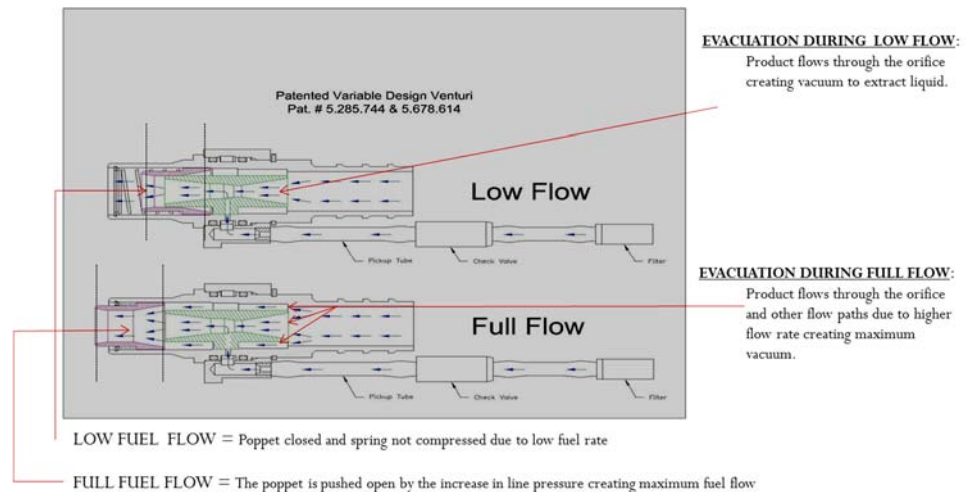 EVACUATION DURING LOW FLOW:
Product flows through the orifice
creating vacuum to extract liquid.
Patented Variable Design Venturi
Pat. # 5.285.744 & 5.678.614
Low Flow
Pickup Tube
Check Valve
Filter
EVACUATION DURING FULL FLOW:
Product flows through the orifice
and other flow paths due to higher
flow rate creating maximum
vacuum.
Full Flow
Pickup Tube
Check Valve
Filter
LOW FUEL FLOW = Poppet closed and spring not compressed due to low fuel rate
FULL FUEL FLOW = The poppet is pushed open by the increase in line pressure creating maximum fuel flow